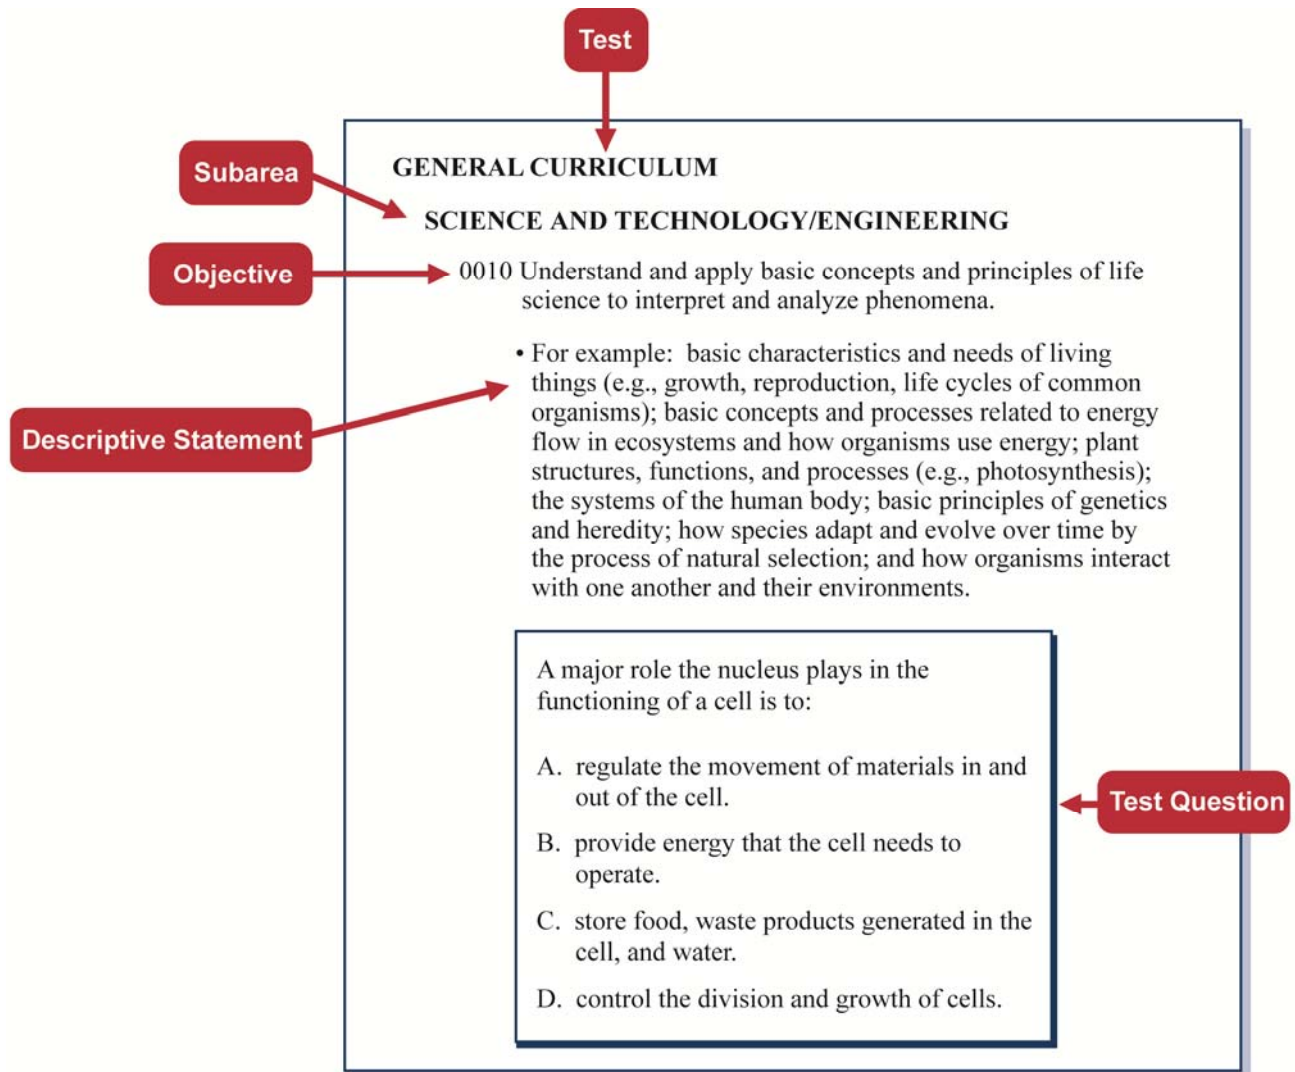 Test
GENERAL CURRICULUM
Subarea
SCIENCE AND TECHNOLOGY/ENGINEERING
Objective
0010 Understand and apply basic concepts and principles of life
science to interpret and analyze phenomena.
• For example:  basic characteristics and needs of living
things (e.g., growth, reproduction, life cycles of common
organisms); basic concepts and processes related to energy
flow in ecosystems and how organisms use energy; plant
structures, functions, and processes (e.g., photosynthesis);
the systems of the human body; basic principles of genetics
and heredity; how species adapt and evolve over time by
the process of natural selection; and how organisms interact
with one another and their environments.
Descriptive Statement
A major role the nucleus plays in the
functioning of a cell is to:
A. regulate the movement of materials in and
out of the cell.
B. provide energy that the cell needs to
operate.
C. store food, waste products generated in the
cell, and water.
D. control the division and growth of cells.
Test Question